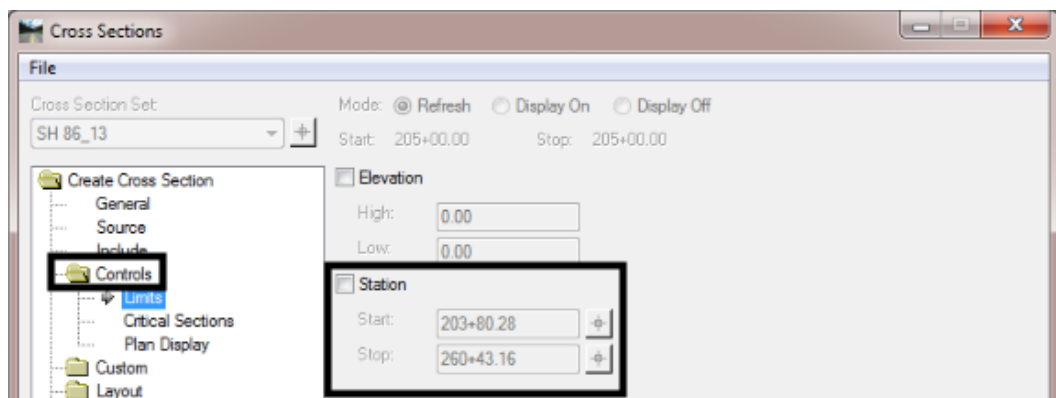 Cross Sections
File
Cross Section Set:
SH 86_13
Mode: Refresh Display On Display Off
Start: 205+00.00 Stop: 205+00.00
Create Cross Section
General
Source
Include
Controls
Limits
Critical Sections
Plan Display
Custom
Layout
Elevation
High: 0.00
Low: 0.00
Station
Start: 203+80.28
Stop: 260+43.16